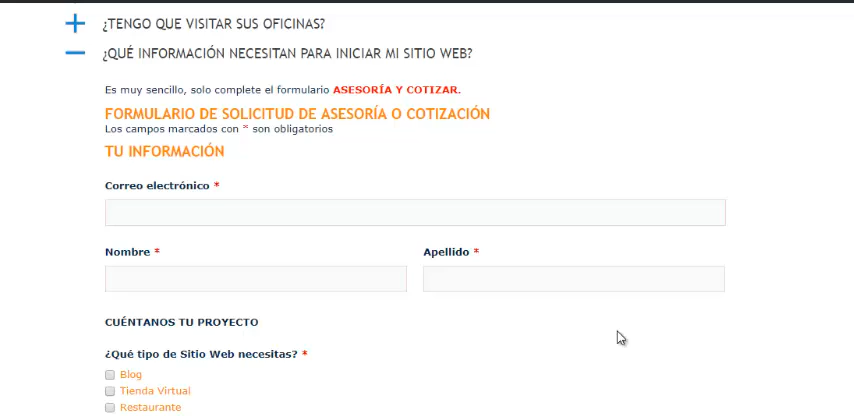 ¿TENGO QUE VISITAR SUS OFICINAS?
¿QUÉ INFORMACIÓN NECESITAN PARA INICIAR MI SITIO WEB?
Es muy sencillo, solo complete el formulario ASESORÍA Y COTIZAR.
FORMULARIO DE SOLICITUD DE ASESORÍA O COTIZACIÓN
Los campos marcados con * son obligatorios
TU INFORMACIÓN
Correo electrónico *
Nombre * Apellido *
CUÉNTANOS TU PROYECTO
¿Qué tipo de Sitio Web necesitas? *
Blog
Tienda Virtual
Restaurante